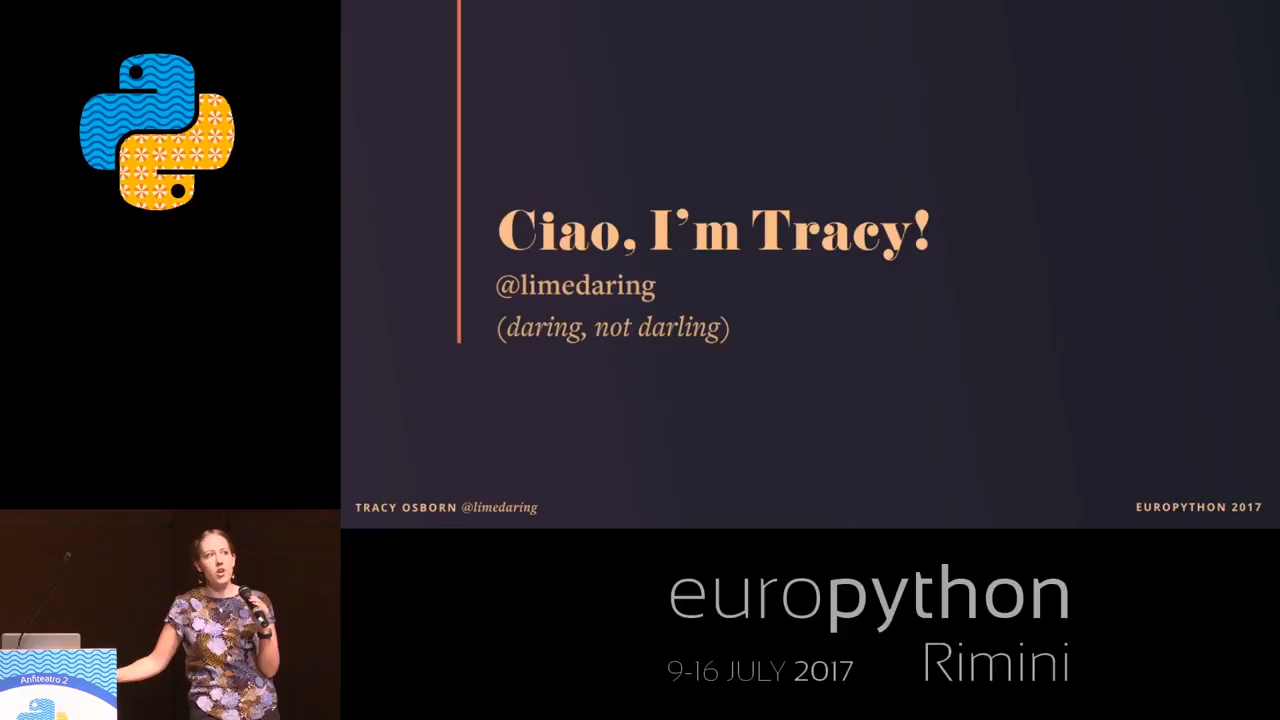 Ciao, I'm Tracy!
@limedaring
(daring, not darling)
TRACY OSBORN @limedaring
EUROPYTHON 2017
Anfiteatro 2
europython
9-16 JULY 2017
Rimini